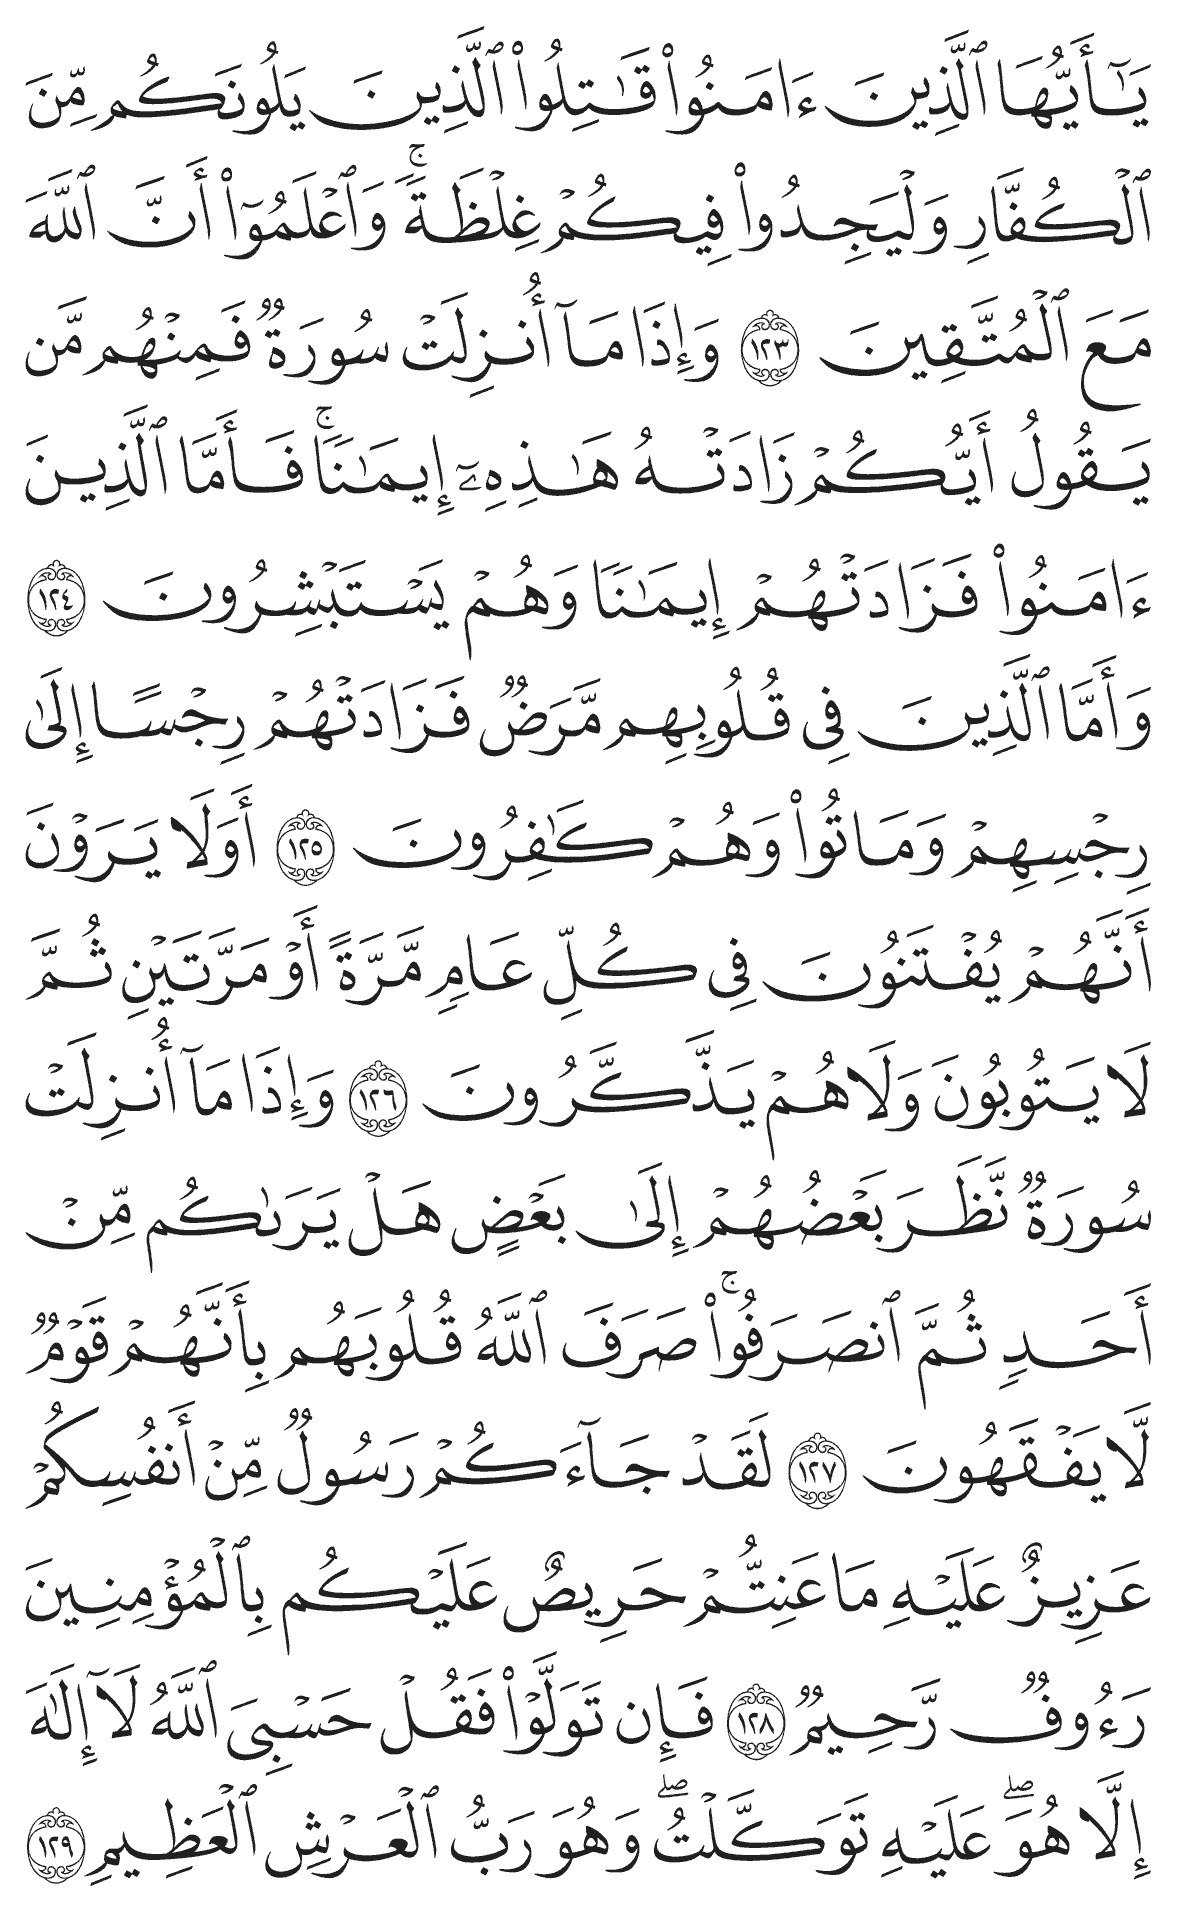 يَـٰٓأَيُّهَا ٱلَّذِينَ ءَامَنُوا۟ قَـٰتِلُوا۟ ٱلَّذِينَ يَلُونَكُم مِّنَ
ٱلْكُفَّارِ وَلْيَجِدُوا۟ فِيكُمْ غِلْظَةً ۚ وَٱعْلَمُوٓا۟ أَنَّ ٱللَّهَ
مَعَ ٱلْمُتَّقِينَ ١٢٣ وَإِذَا مَآ أُنزِلَتْ سُورَةٌ فَمِنْهُم مَّن
يَقُولُ أَيُّكُمْ زَادَتْهُ هَـٰذِهِۦٓ إِيمَـٰنًا ۚ فَأَمَّا ٱلَّذِينَ
ءَامَنُوا۟ فَزَادَتْهُمْ إِيمَـٰنًا وَهُمْ يَسْتَبْشِرُونَ ١٢٤
وَأَمَّا ٱلَّذِينَ فِى قُلُوبِهِم مَّرَضٌ فَزَادَتْهُمْ رِجْسًا إِلَىٰ
رِجْسِهِمْ وَمَاتُوا۟ وَهُمْ كَـٰفِرُونَ ١٢٥ أَوَلَا يَرَوْنَ
أَنَّهُمْ يُفْتَنُونَ فِى كُلِّ عَامٍ مَّرَّةً أَوْ مَرَّتَيْنِ ثُمَّ
لَا يَتُوبُونَ وَلَا هُمْ يَذَّكَّرُونَ ١٢٦ وَإِذَا مَآ أُنزِلَتْ
سُورَةٌ نَّظَرَ بَعْضُهُمْ إِلَىٰ بَعْضٍ هَلْ يَرَىٰكُم مِّنْ
أَحَدٍ ثُمَّ ٱنصَرَفُوا۟ ۚ صَرَفَ ٱللَّهُ قُلُوبَهُم بِأَنَّهُمْ قَوْمٌ
لَّا يَفْقَهُونَ ١٢٧ لَقَدْ جَآءَكُمْ رَسُولٌ مِّنْ أَنفُسِكُمْ
عَزِيزٌ عَلَيْهِ مَا عَنِتُّمْ حَرِيصٌ عَلَيْكُم بِٱلْمُؤْمِنِينَ
رَءُوفٌ رَّحِيمٌ ١٢٨ فَإِن تَوَلَّوْا۟ فَقُلْ حَسْبِىَ ٱللَّهُ لَآ إِلَـٰهَ
إِلَّا هُوَ ۖ عَلَيْهِ تَوَكَّلْتُ ۖ وَهُوَ رَبُّ ٱلْعَرْشِ ٱلْعَظِيمِ ١٢٩